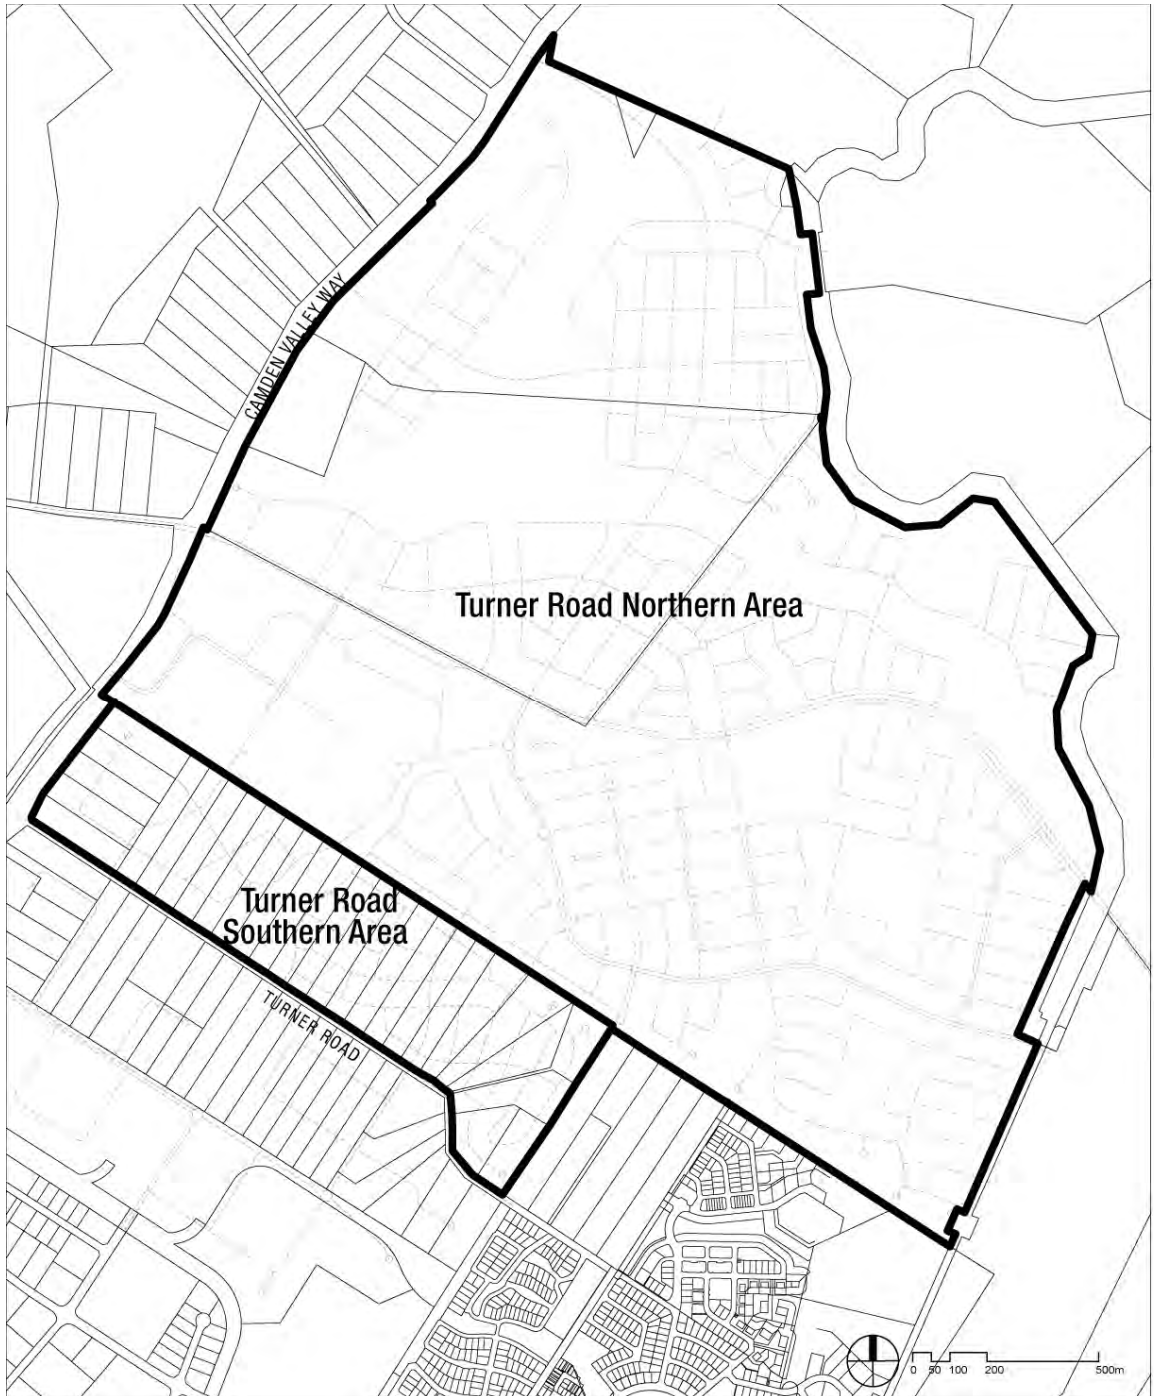 CAMDEN VALLEY WAY
Turner Road Northern Area
Turner Road
Southern Area
TURNER ROAD
0 50 100 200 500m